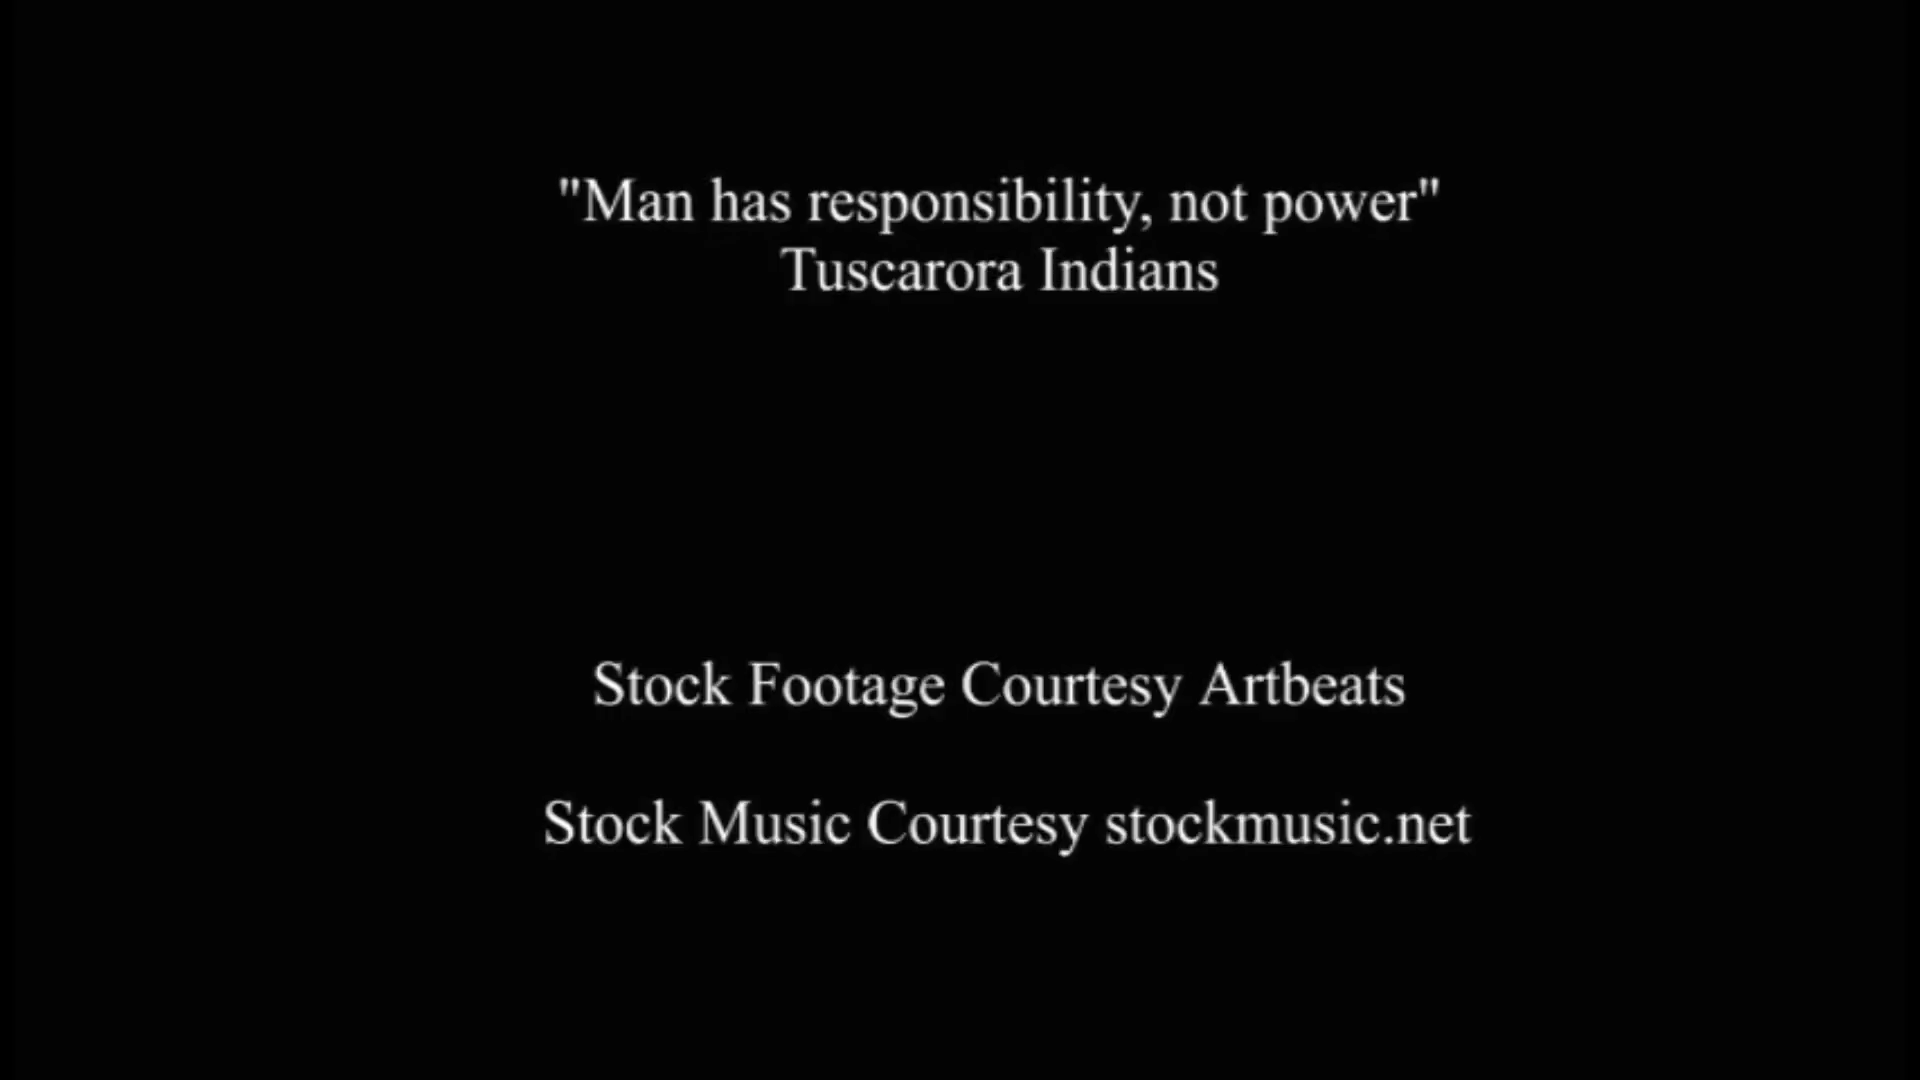 "Man has responsibility, not power"
Tuscarora Indians
Stock Footage Courtesy Artbeats
Stock Music Courtesy stockmusic.net